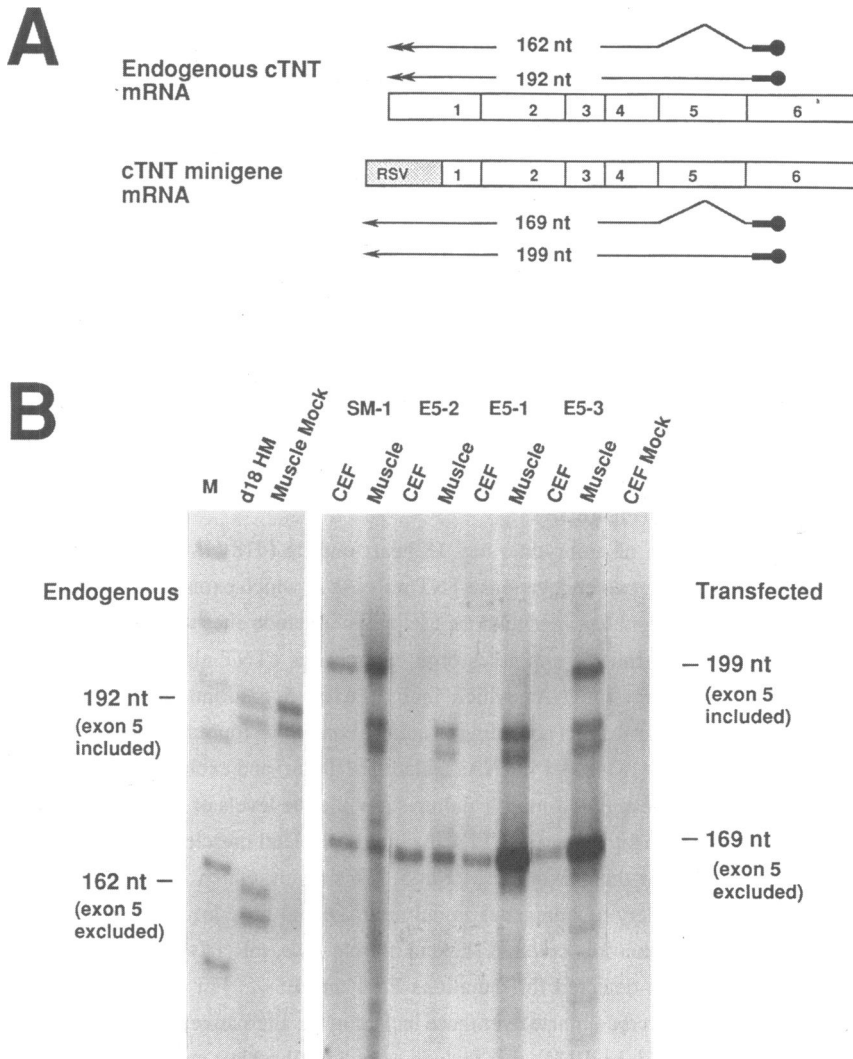 A
Endogenous cTNT
mRNA
162 nt
192 nt
1 2 3 4 5 6
cTNT minigene
mRNA
RSV 1 2 3 4 5 6
169 nt
199 nt
B
SM-1 E5-2 E5-1 E5-3
M d18 HM Muscle Mock CEF Muscle CEF Muslce CEF Muscle CEF Muscle CEF Mock
Endogenous
Transfected
199 nt
(exon 5
included)
192 nt
(exon 5
included)
169 nt
(exon 5
excluded)
162 nt
(exon 5
excluded)